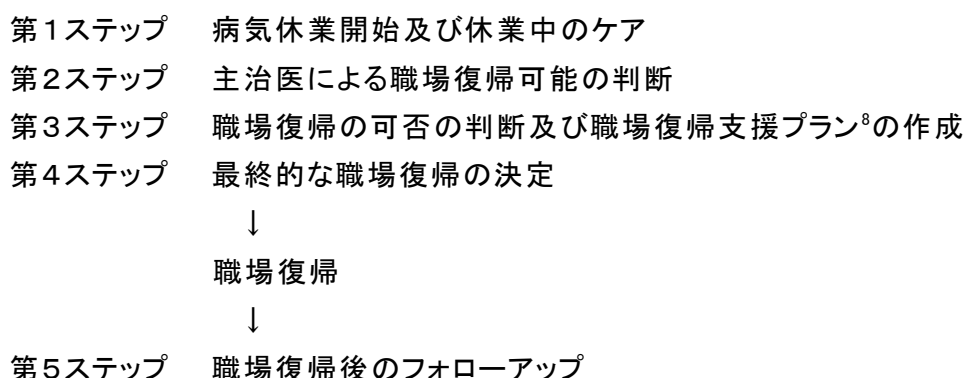 第1ステップ 病気休業開始及び休業中のケア
第2ステップ 主治医による職場復帰可能の判断
第3ステップ 職場復帰の可否の判断及び職場復帰支援プラン⁸の作成
第4ステップ 最終的な職場復帰の決定
↓
職場復帰
↓
第5ステップ 職場復帰後のフォローアップ